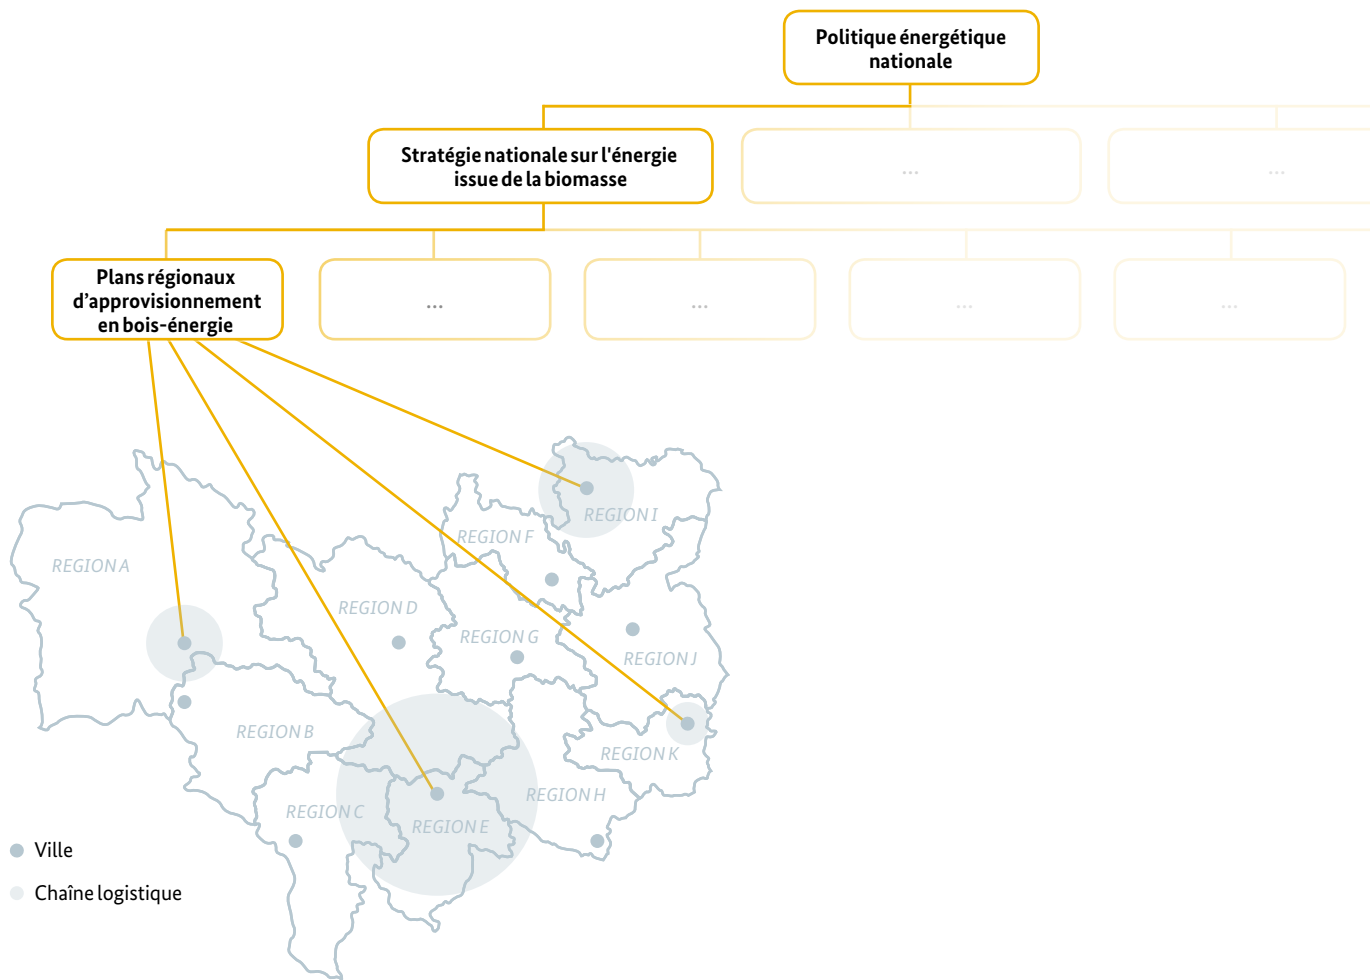 Politique énergétique
nationale
Stratégie nationale sur l'énergie
issue de la biomasse
...
...
Plans régionaux
d’approvisionnement
en bois-énergie
...
...
...
...
REGION I
REGION F
REGION A
REGION D
REGION G
REGION J
REGION B
REGION K
REGION H
REGION C
REGION E
Ville
Chaîne logistique